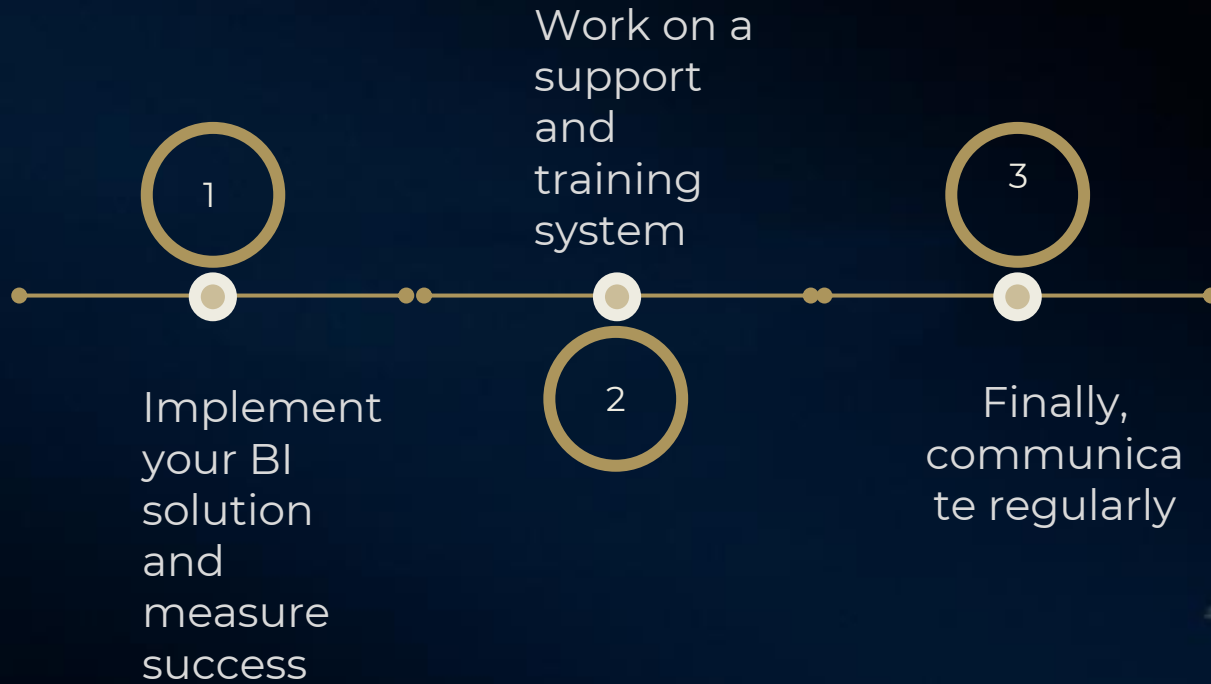 1
Implement
your BI
solution
and
measure
success
Work on a
support
and
training
system
2
3
Finally,
communica
te regularly